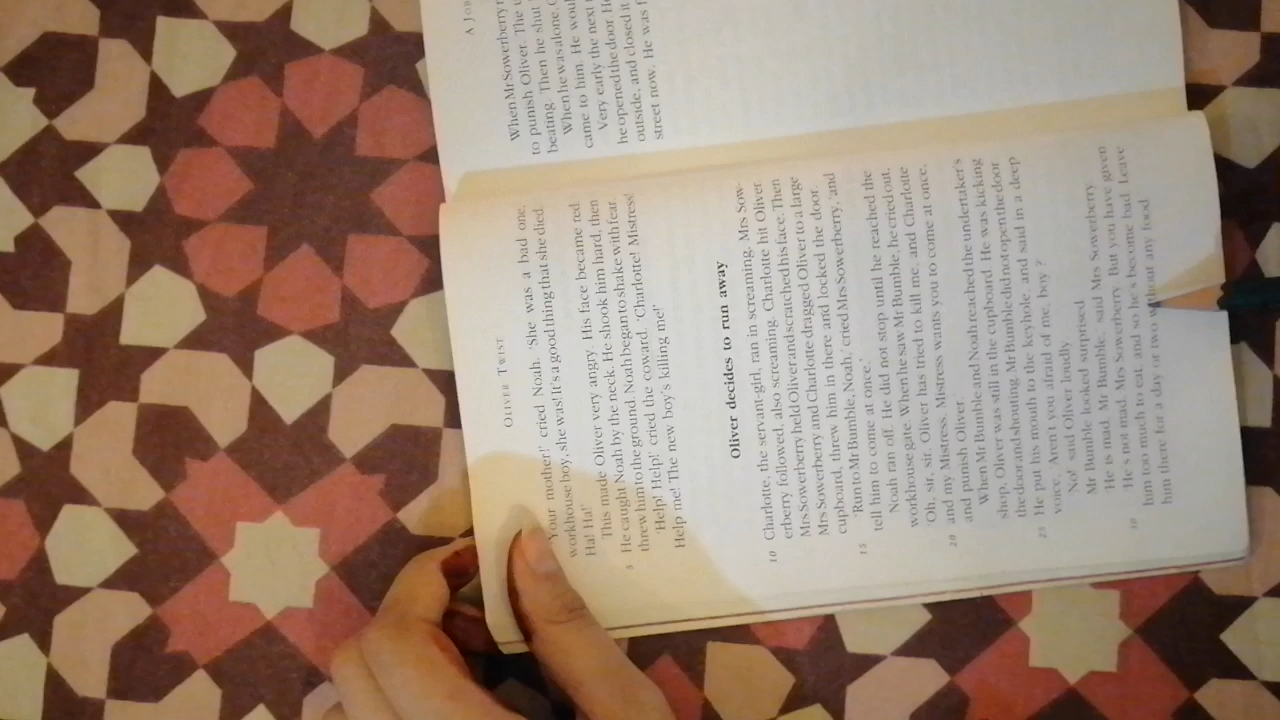 OLIVER TWIST
'Your mother!' cried Noah. 'She was a bad one,
workhouse boy, she was! It's a good thing that she died.
Ha! Ha!'
This made Oliver very angry. His face became red.
5 He caught Noah by the neck. He shook him hard, then
threw him to the ground. Noah began to shake with fear.
'Help! Help!' cried the coward. 'Charlotte! Mistress!
Help me! The new boy's killing me!'
Oliver decides to run away
10 Charlotte, the servant-girl, ran in screaming. Mrs Sow-
erberry followed, also screaming. Charlotte hit Oliver.
Mrs Sowerberry held Oliver and scratched his face. Then
Mrs Sowerberry and Charlotte dragged Oliver to a large
cupboard, threw him in there and locked the door.
15 'Run to Mr Bumble, Noah,' cried Mrs Sowerberry, 'and
tell him to come at once.'
Noah ran off. He did not stop until he reached the
workhouse gate. When he saw Mr Bumble, he cried out,
'Oh, sir, sir. Oliver has tried to kill me, and Charlotte
20 and my Mistress. Mistress wants you to come at once,
and punish Oliver.'
When Mr Bumble and Noah reached the undertaker's
shop, Oliver was still in the cupboard. He was kicking
the door and shouting. Mr Bumble did not open the door.
25 He put his mouth to the keyhole, and said in a deep
voice, 'Aren't you afraid of me, boy?'
'No!' said Oliver loudly.
Mr Bumble looked surprised.
'He is mad, Mr Bumble,' said Mrs Sowerberry.
30 'He's not mad, Mrs Sowerberry. But you have given
him too much to eat, and so he's become bad. Leave
him there for a day or two without any food
A JOB
When Mr Sowerberry
to punish Oliver. The
beating. Then he shut
When he was alone,
came to him. He
Very early the next
he opened the door. He
outside, and closed it
street now. He was